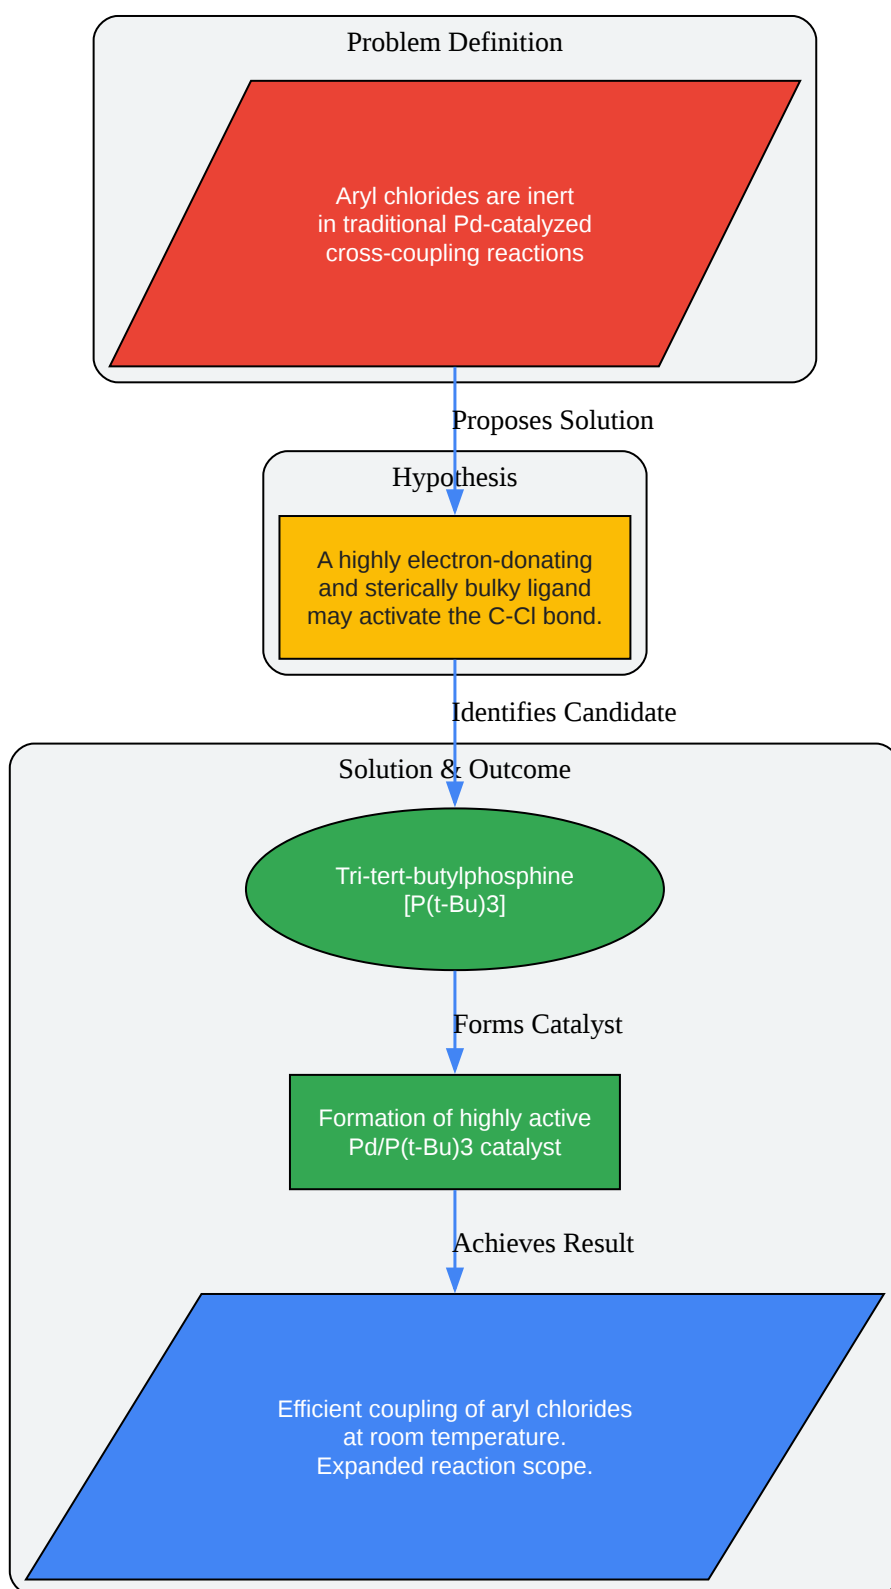 Problem Definition
Aryl chlorides are inert
in traditional Pd-catalyzed
cross-coupling reactions
Proposes Solution
Hypothesis
A highly electron-donating
and sterically bulky ligand
may activate the C-Cl bond.
Identifies Candidate
Solution & Outcome
Tri-tert-butylphosphine
[P(t-Bu)3]
Forms Catalyst
Formation of highly active
Pd/P(t-Bu)3 catalyst
Achieves Result
Efficient coupling of aryl chlorides
at room temperature.
Expanded reaction scope.